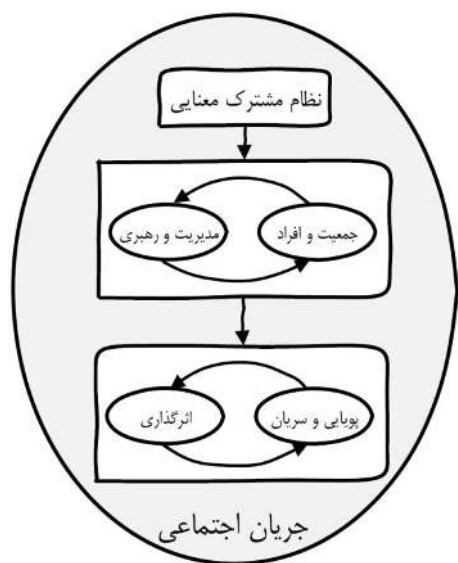 نظام مشترک معنایی
جمعیت و افراد
مدیریت و رهبری
پویایی و سریان
اثرگذاری
جریان اجتماعی